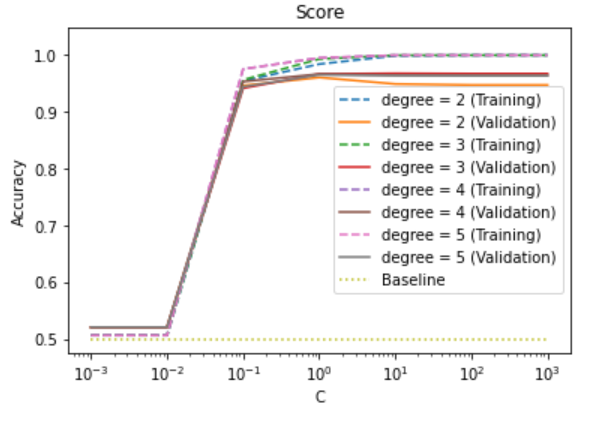 Score
1.0
0.9
0.8
0.7
0.6
0.5
Accuracy
degree = 2 (Training)
degree = 2 (Validation)
degree = 3 (Training)
degree = 3 (Validation)
degree = 4 (Training)
degree = 4 (Validation)
degree = 5 (Training)
degree = 5 (Validation)
Baseline
10⁻³ 10⁻² 10⁻¹ 10⁰ 10¹ 10² 10³
C